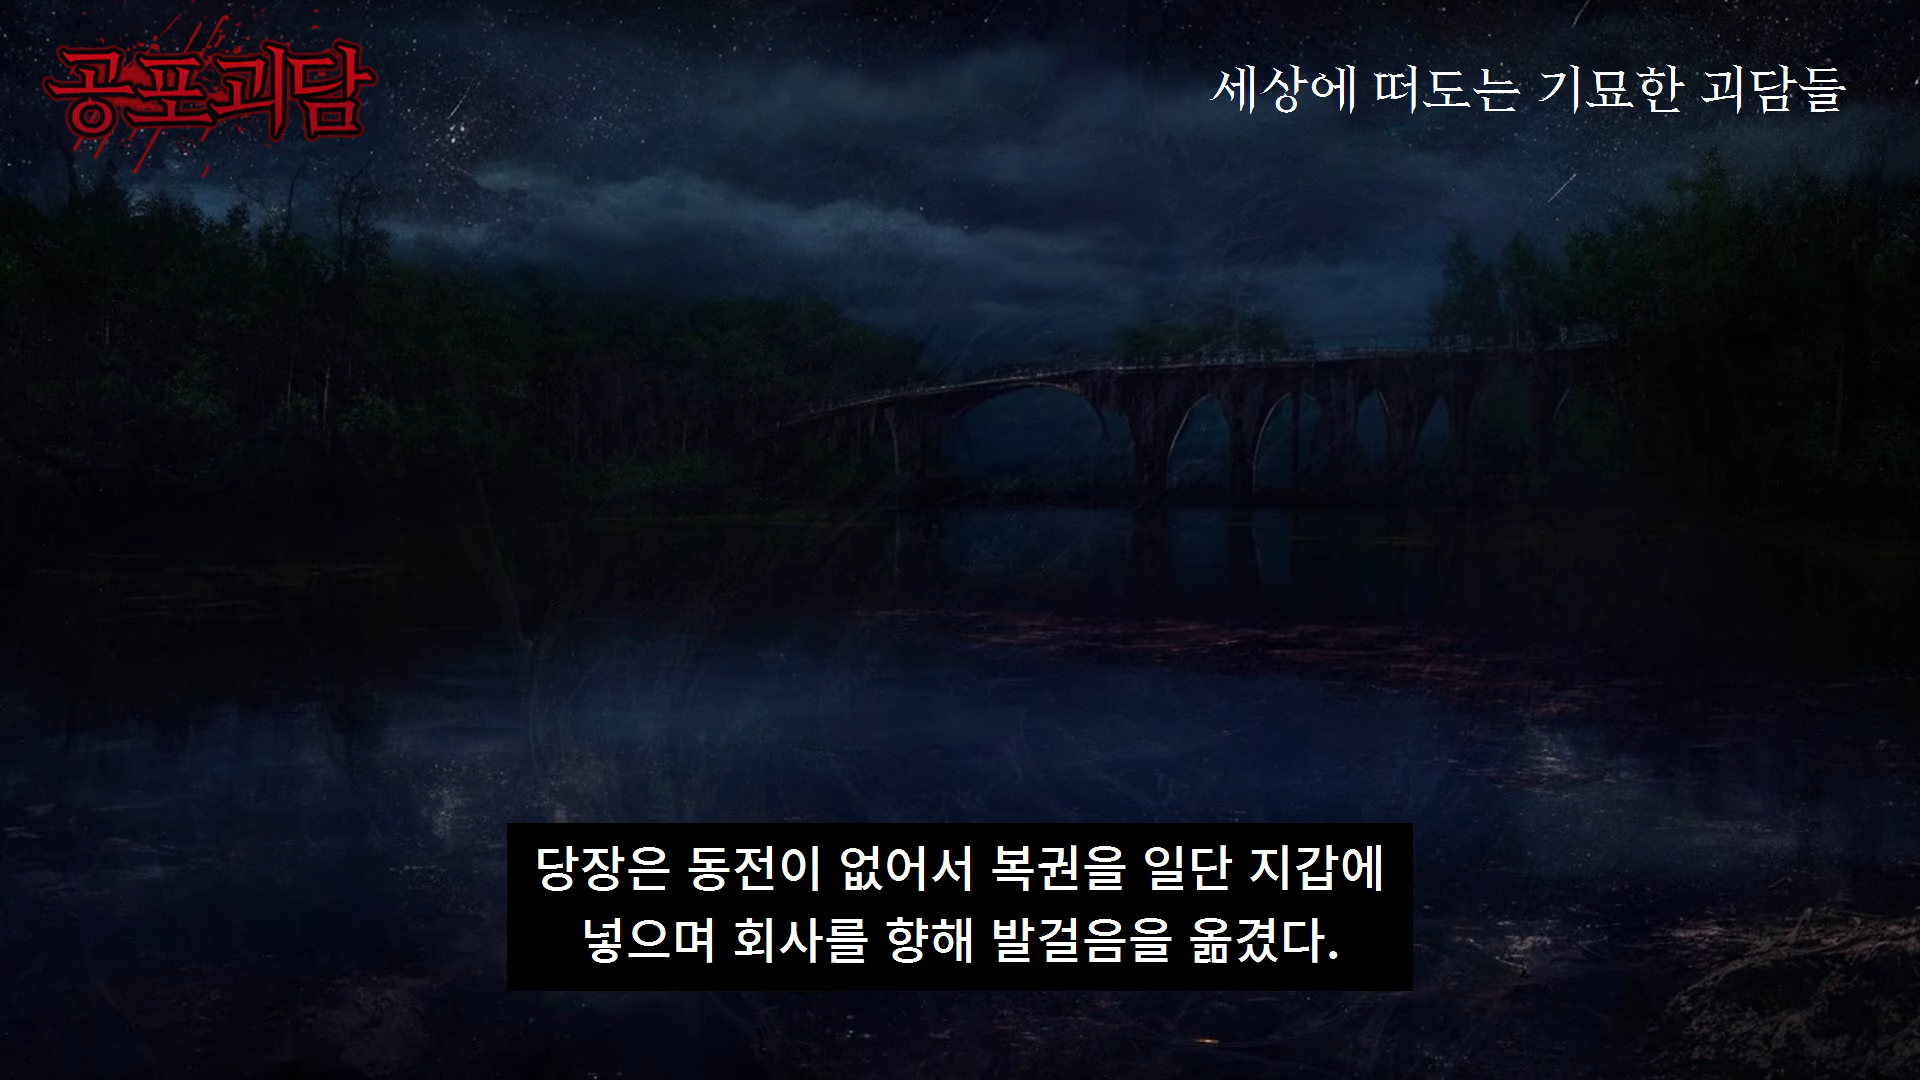 공포괴담
세상에 떠도는 기묘한 괴담들
당장은 동전이 없어서 복권을 일단 지갑에
넣으며 회사를 향해 발걸음을 옮겼다.